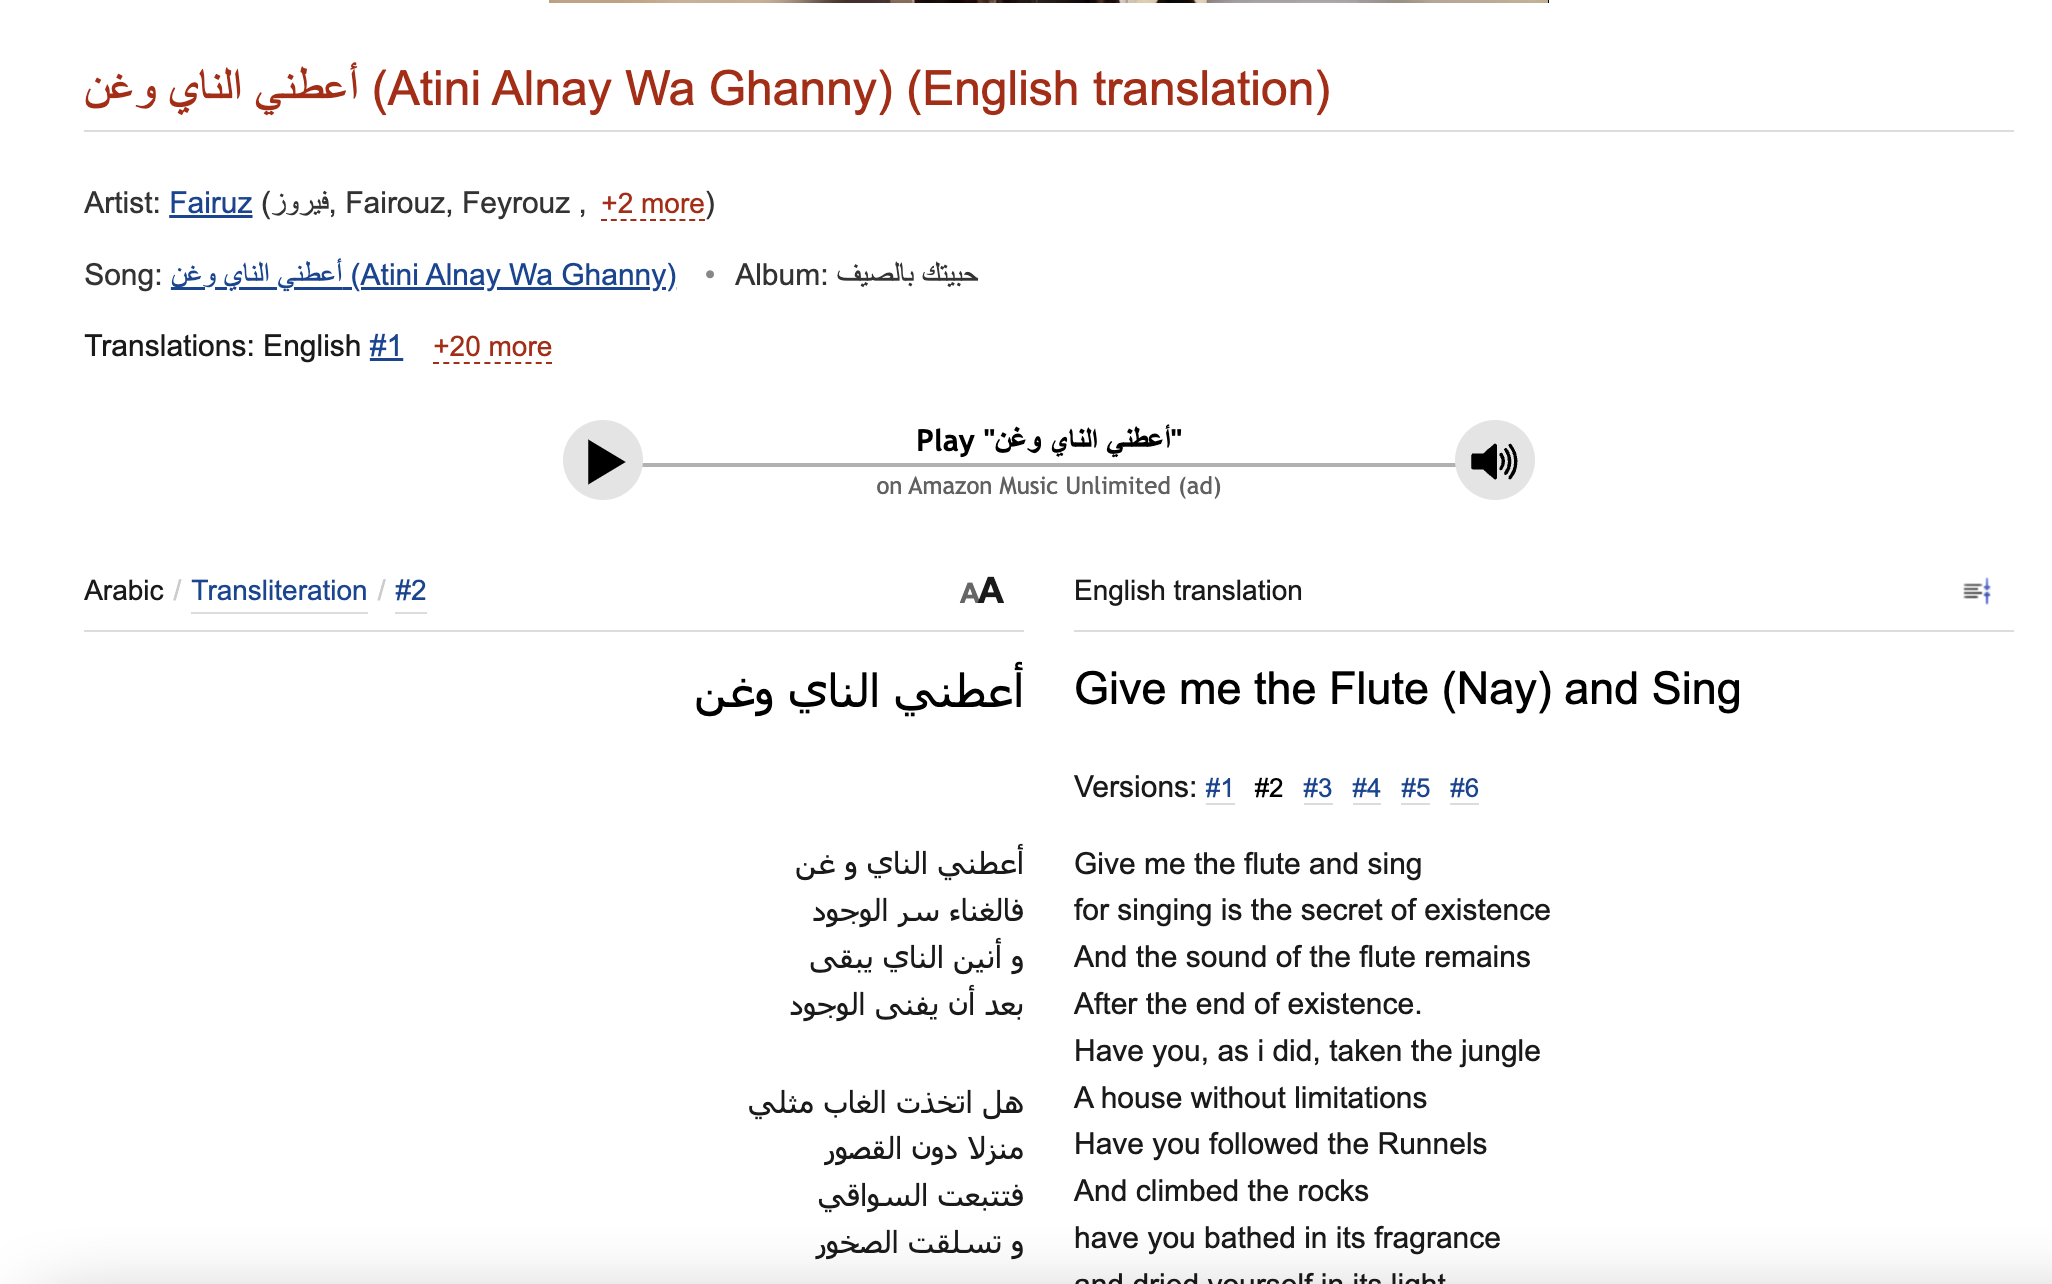 أعطني الناي وغن (Atini Alnay Wa Ghanny) (English translation)
Artist: Fairuz (فيروز, Fairouz, Feyrouz , +2 more)
Song: أعطني الناي وغن (Atini Alnay Wa Ghanny) • Album: حبيتك بالصيف
Translations: English #1 +20 more
Play "أعطني الناي وغن"
on Amazon Music Unlimited (ad)
Arabic / Transliteration / #2
AA
English translation
أعطني الناي وغن
أعطني الناي و غن
فالغناء سر الوجود
و أنين الناي يبقى
بعد أن يفنى الوجود
هل اتخذت الغاب مثلي
منزلا دون القصور
فتتبعت السواقي
و تسلقت الصخور
Give me the Flute (Nay) and Sing
Versions: #1 #2 #3 #4 #5 #6
Give me the flute and sing
for singing is the secret of existence
And the sound of the flute remains
After the end of existence.
Have you, as i did, taken the jungle
A house without limitations
Have you followed the Runnels
And climbed the rocks
have you bathed in its fragrance
and dried yourself in its light